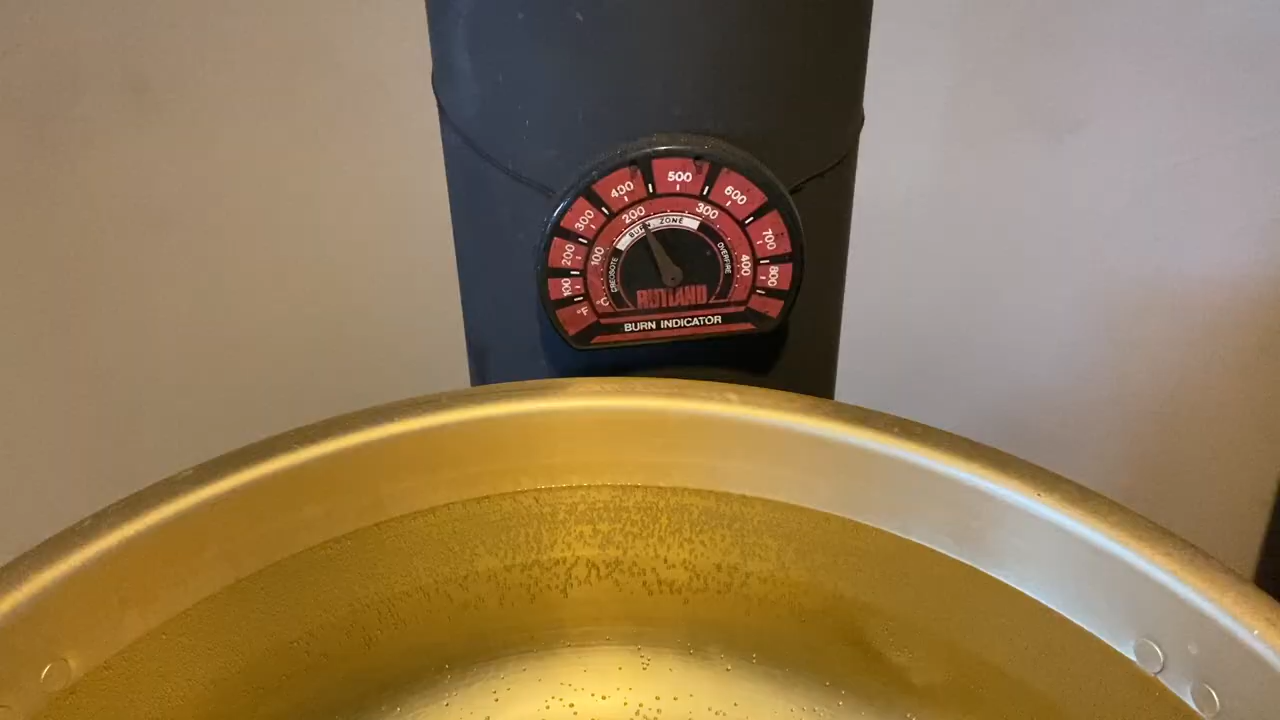 100 200 300 400 500 600 700 800
°F
100 200 300 400
°C
CREOSOTE BURN ZONE OVERFIRE
RUTLAND
BURN INDICATOR